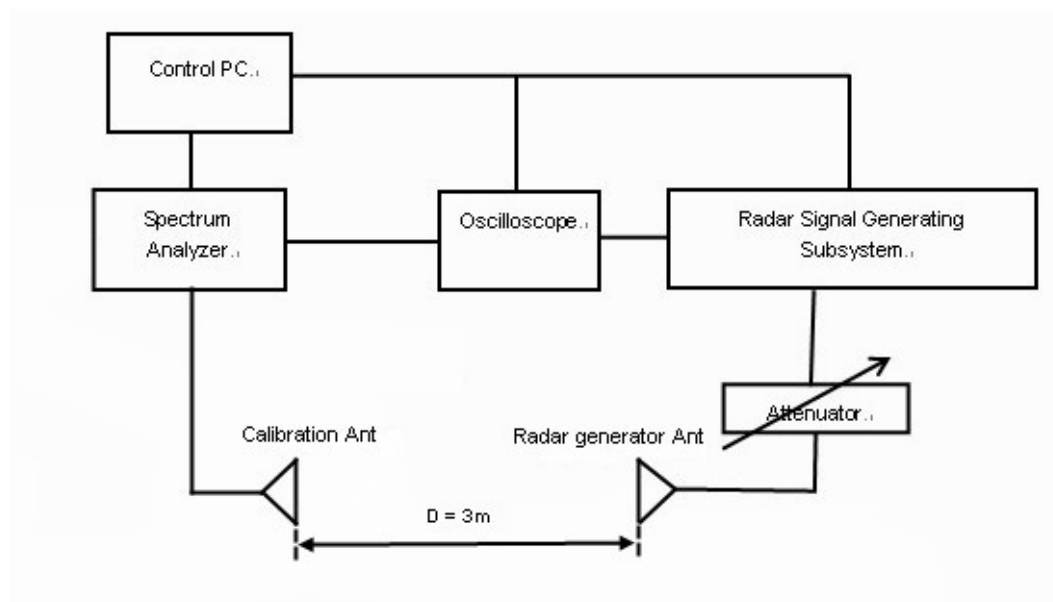 Control PC.
Spectrum
Analyzer.
Oscilloscope.
Radar Signal Generating
Subsystem.
Attenuator.
Calibration Ant
Radar generator Ant
D = 3m